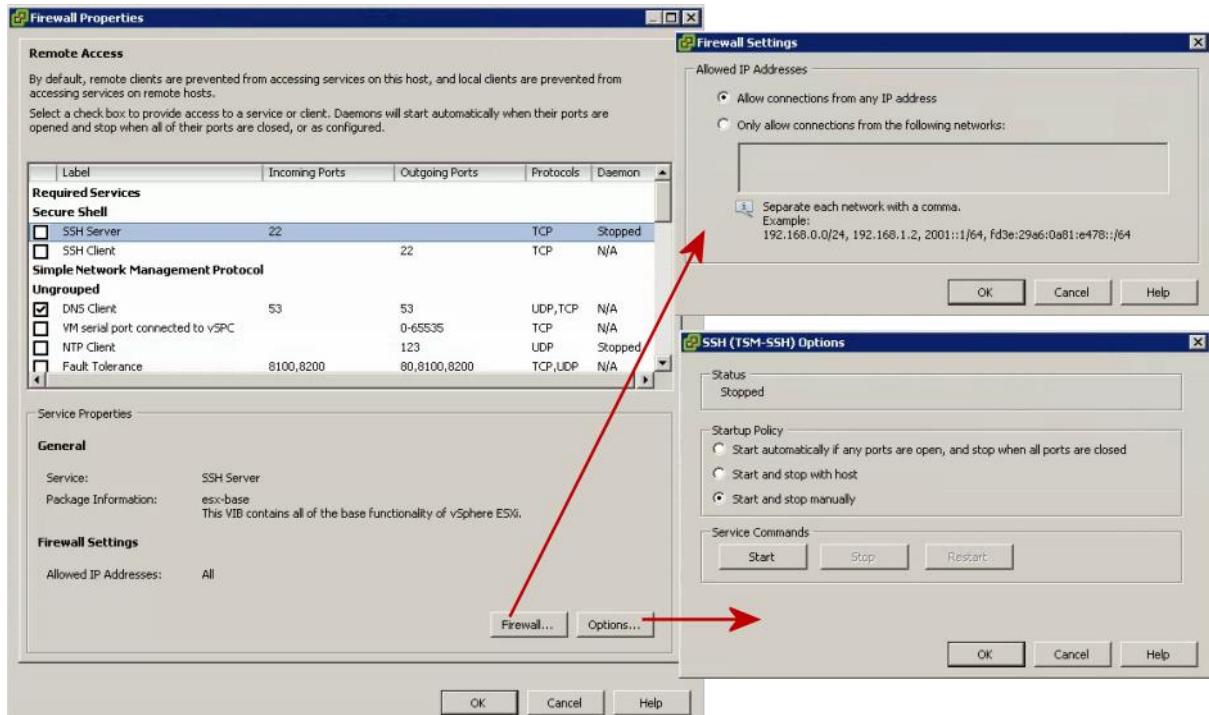 Firewall Properties
Remote Access
By default, remote clients are prevented from accessing services on this host, and local clients are prevented from
accessing services on remote hosts.
Select a check box to provide access to a service or client. Daemons will start automatically when their ports are
opened and stop when all of their ports are closed, or as configured.
Label Incoming Ports Outgoing Ports Protocols Daemon
Required Services
Secure Shell
SSH Server 22 TCP Stopped
SSH Client 22 TCP N/A
Simple Network Management Protocol
Ungrouped
DNS Client 53 53 UDP,TCP N/A
VM serial port connected to vSPC 0-65535 TCP N/A
NTP Client 123 UDP Stopped
Fault Tolerance 8100,8200 80,8100,8200 TCP,UDP N/A
Service Properties
General
Service: SSH Server
Package Information: esx-base
This VIB contains all of the base functionality of vSphere ESXi.
Firewall Settings
Allowed IP Addresses: All
Firewall... Options...
OK Cancel Help
Firewall Settings
Allowed IP Addresses
Allow connections from any IP address
Only allow connections from the following networks:
Separate each network with a comma.
Example:
192.168.0.0/24, 192.168.1.2, 2001::1/64, fd3e:29a6:0a81:e478::/64
OK Cancel Help
SSH (TSM-SSH) Options
Status
Stopped
Startup Policy
Start automatically if any ports are open, and stop when all ports are closed
Start and stop with host
Start and stop manually
Service Commands
Start Stop Restart
OK Cancel Help